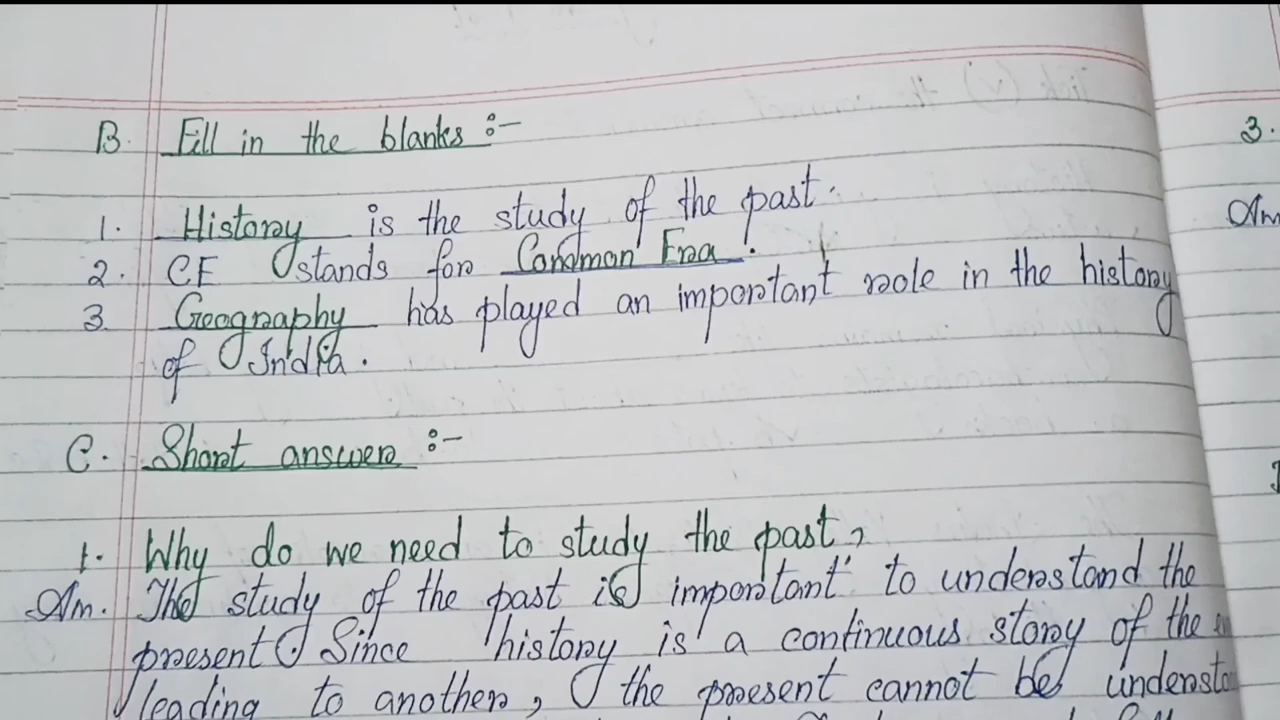 B. Fill in the blanks :-
1. History is the study of the past.
2. CE stands for Common Era.
3. Geography has played an important role in the history
of India.
C. Short answer :-
1. Why do we need to study the past?
Ans. The study of the past is important to understand the
present. Since history is a continuous story of the
leading to another, the present cannot be
3.